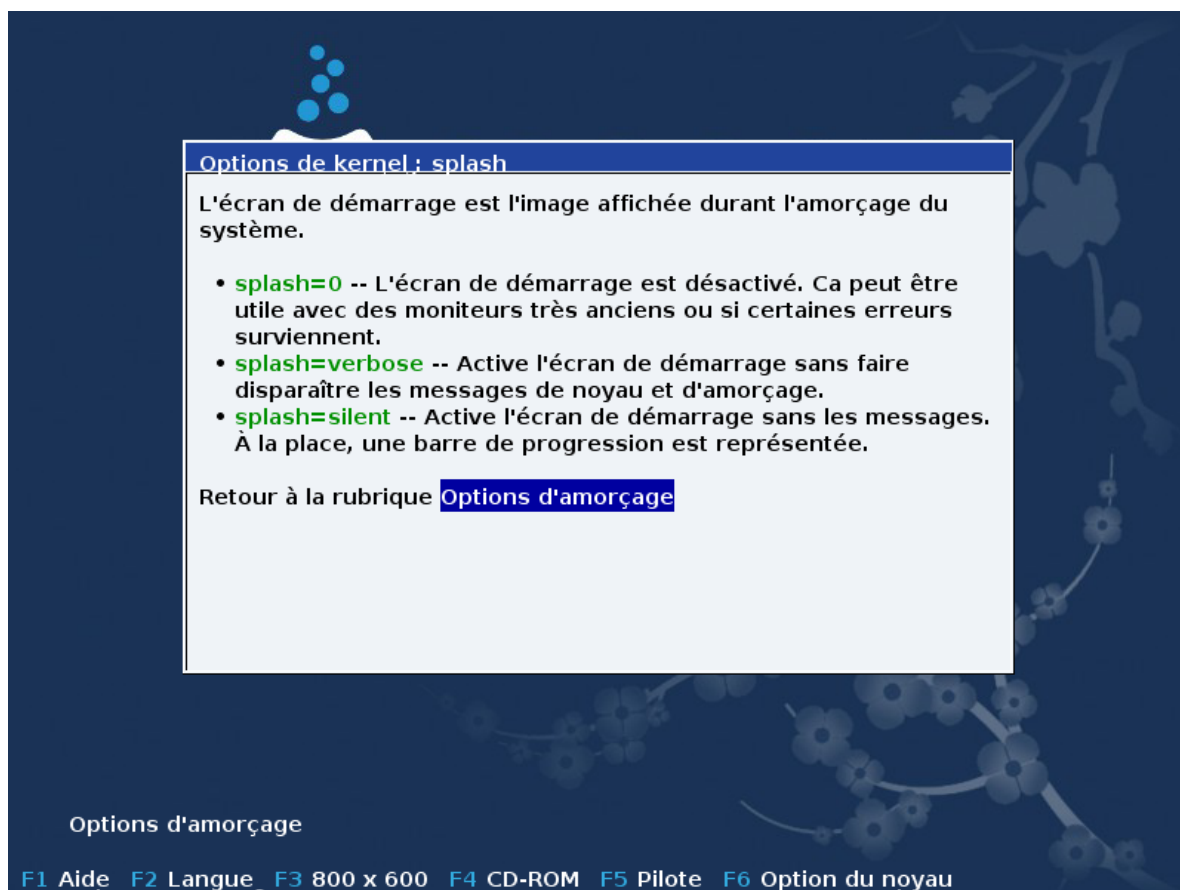 Options de kernel : splash
L'écran de démarrage est l'image affichée durant l'amorçage du
système.
• splash=0 -- L'écran de démarrage est désactivé. Ca peut être
utile avec des moniteurs très anciens ou si certaines erreurs
surviennent.
• splash=verbose -- Active l'écran de démarrage sans faire
disparaître les messages de noyau et d'amorçage.
• splash=silent -- Active l'écran de démarrage sans les messages.
À la place, une barre de progression est représentée.
Retour à la rubrique Options d'amorçage
Options d'amorçage
F1 Aide F2 Langue F3 800 x 600 F4 CD-ROM F5 Pilote F6 Option du noyau